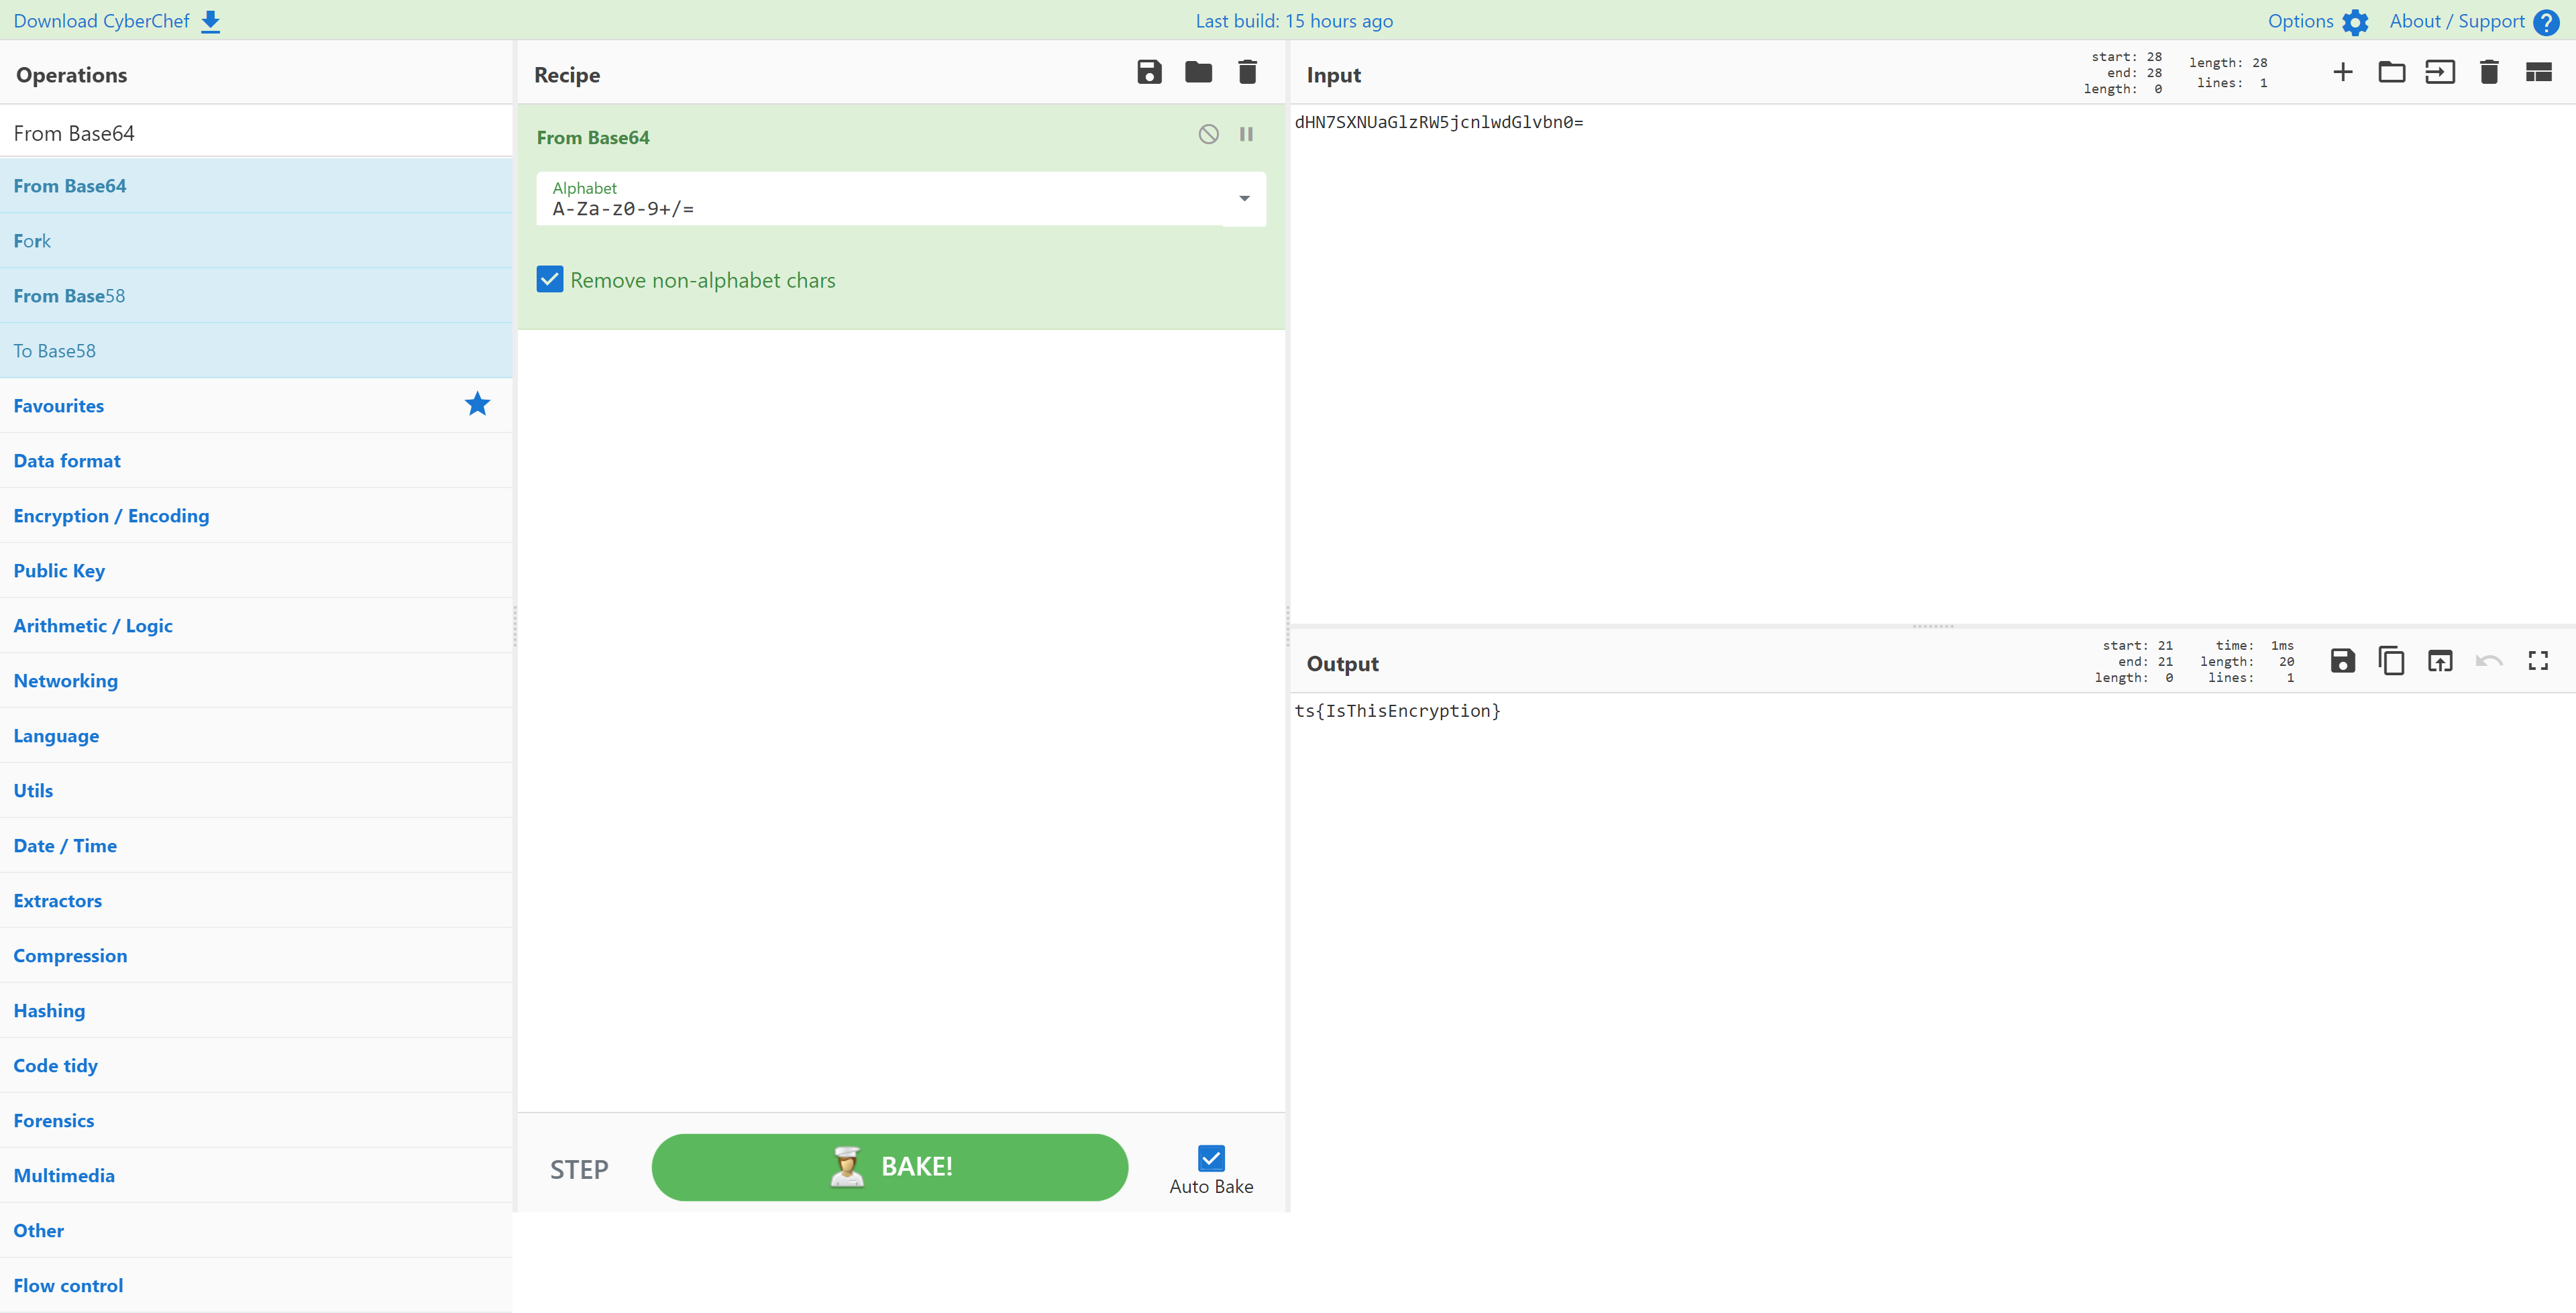 Download CyberChef
Last build: 15 hours ago
Options
About / Support
Operations
From Base64
From Base64
Fork
From Base58
To Base58
Favourites
Data format
Encryption / Encoding
Public Key
Arithmetic / Logic
Networking
Language
Utils
Date / Time
Extractors
Compression
Hashing
Code tidy
Forensics
Multimedia
Other
Flow control
Recipe
From Base64
Alphabet
A-Za-z0-9+/=
Remove non-alphabet chars
STEP
BAKE!
Auto Bake
Input
start: 28
end: 28
length: 0
length: 28
lines: 1
dHN7SXNUaGlzRW5jcnlwdGlvbn0=
Output
start: 21
end: 21
length: 0
time: 1ms
length: 20
lines: 1
ts{IsThisEncryption}